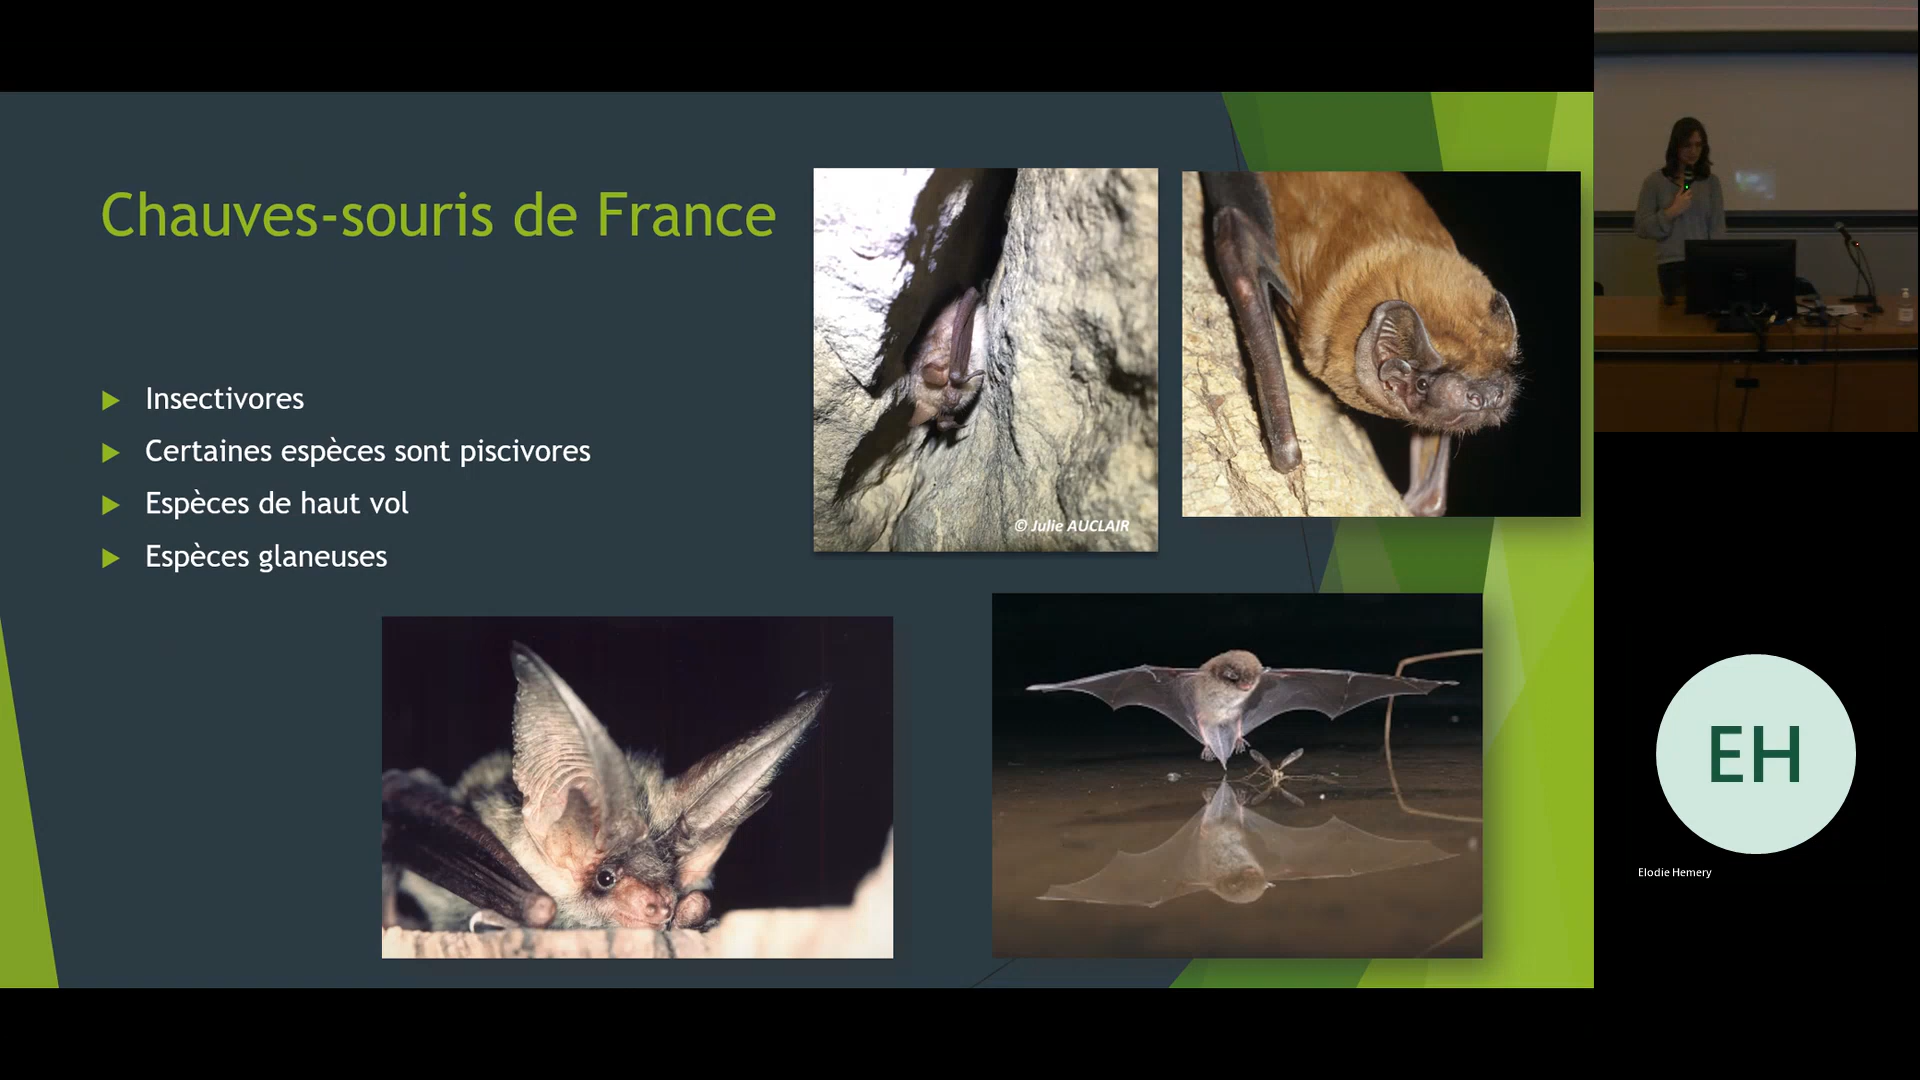 Chauves-souris de France
Insectivores
Certaines espèces sont piscivores
Espèces de haut vol
Espèces glaneuses
© Julie AUCLAIR
EH
Elodie Hemery